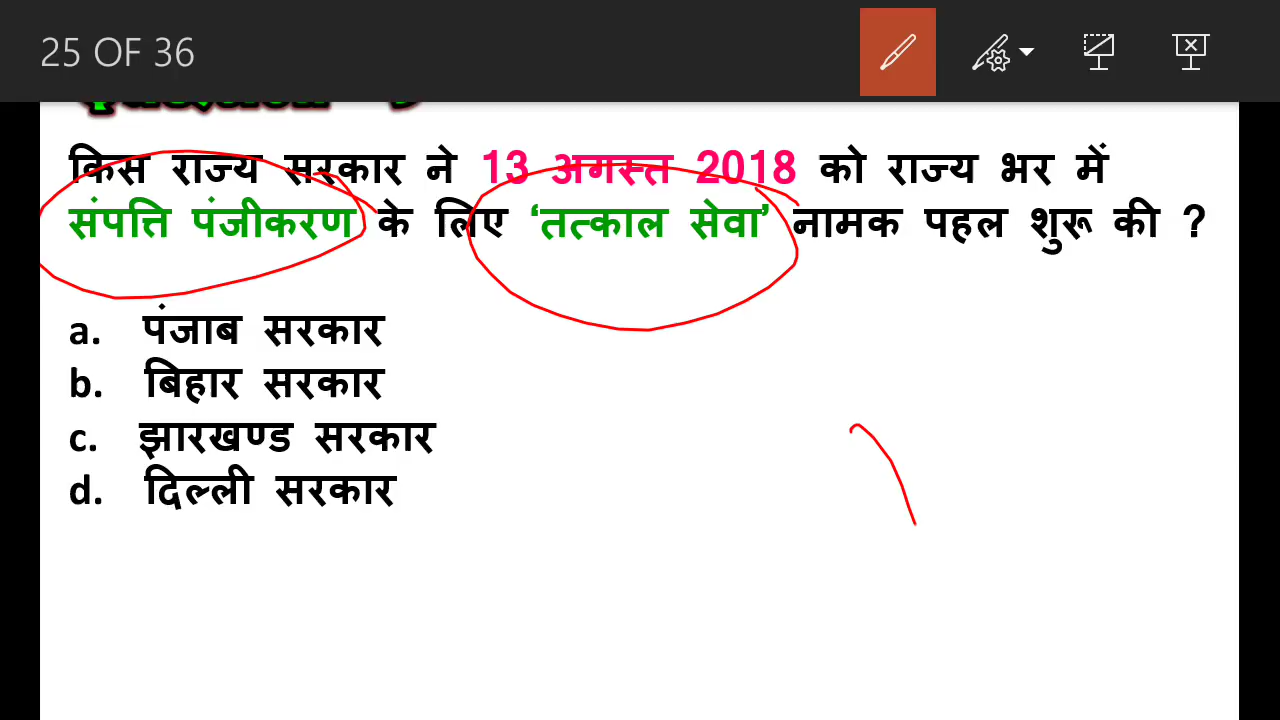 25 OF 36
किस राज्य सरकार ने 13 अगस्त 2018 को राज्य भर में
संपत्ति पंजीकरण के लिए ‘तत्काल सेवा’ नामक पहल शुरू की ?
a. पंजाब सरकार
b. बिहार सरकार
c. झारखण्ड सरकार
d. दिल्ली सरकार